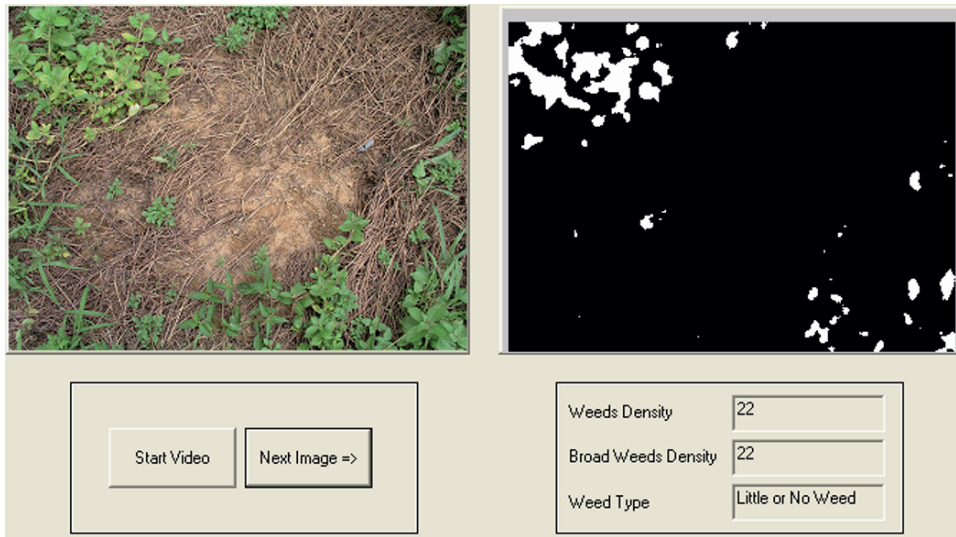 Start Video
Next Image =>
Weeds Density
22
Broad Weeds Density
22
Weed Type
Little or No Weed